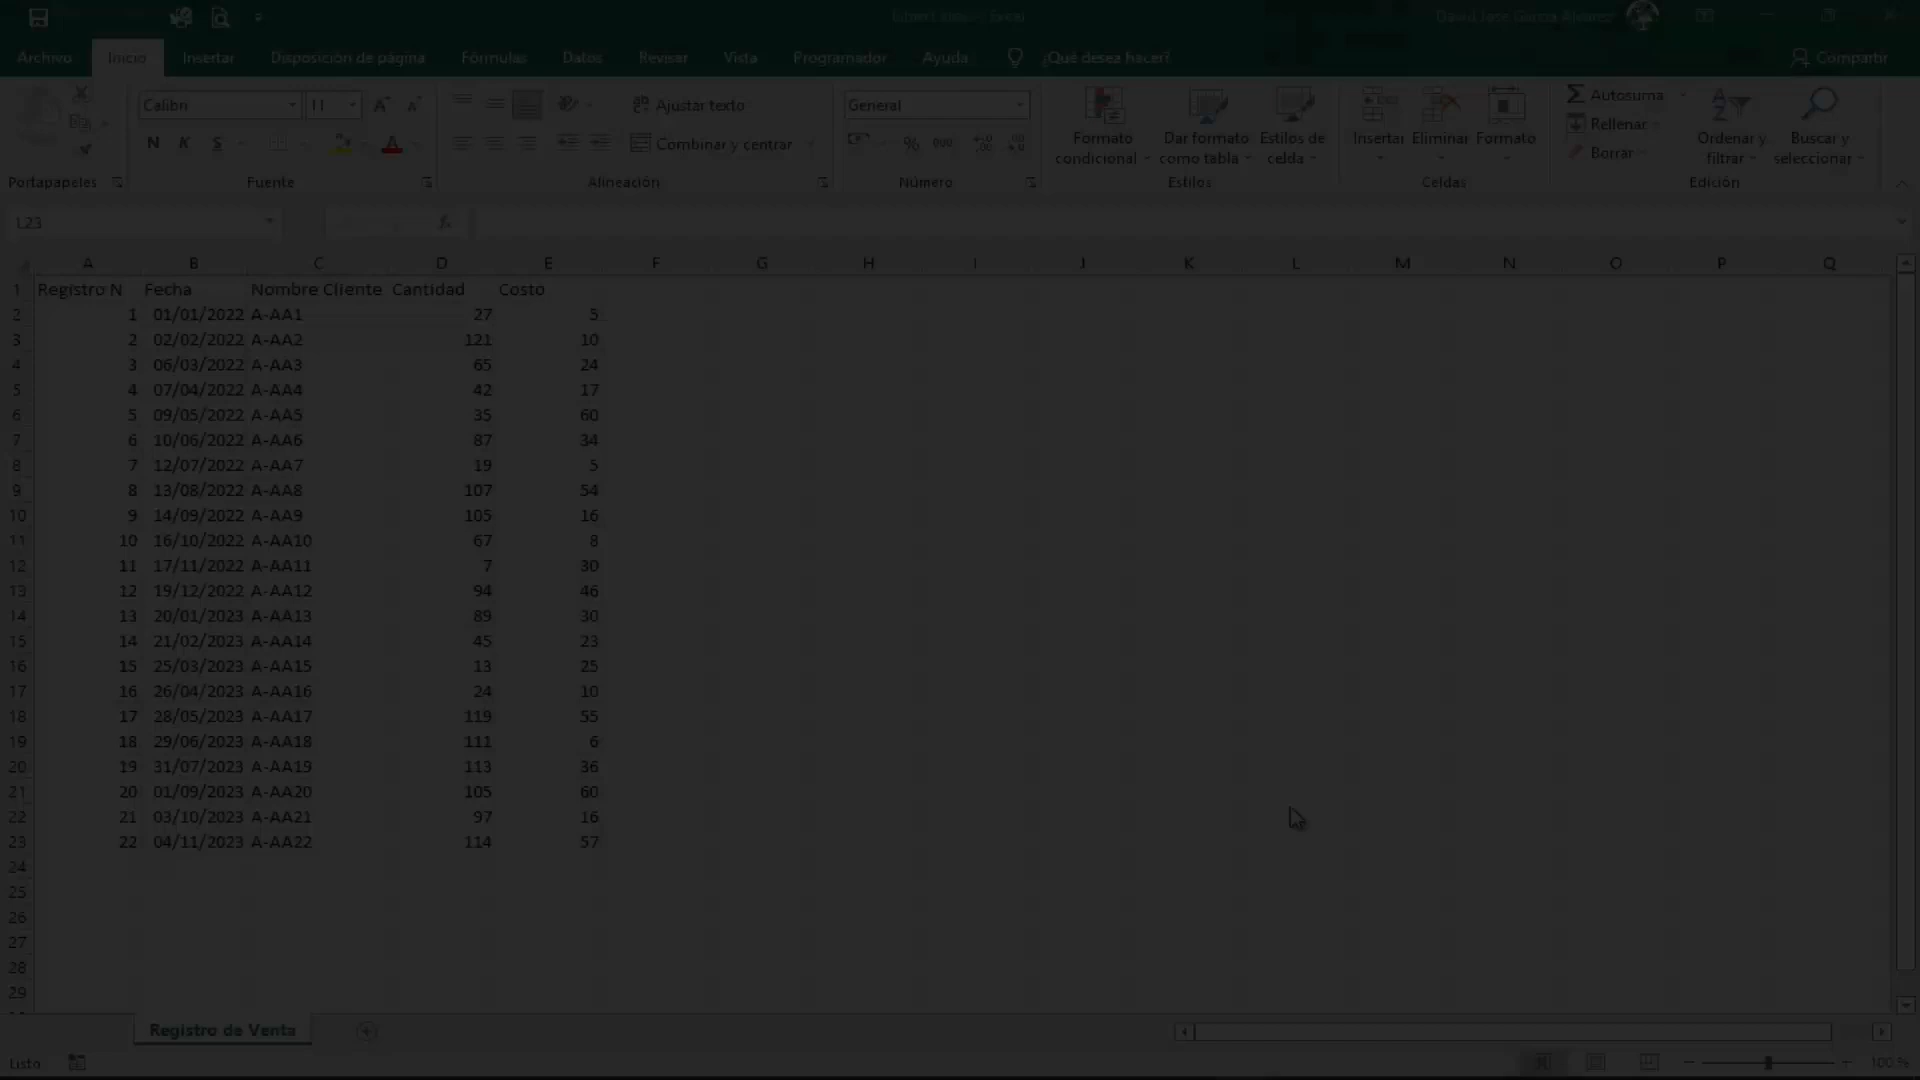 David Jose Garcia Alvarez
Archivo Inicio Insertar Disposición de página Fórmulas Datos Revisar Vista Programador Ayuda ¿Qué desea hacer? Compartir
Calibri 11 Ajustar texto General Autosuma
N K S Combinar y centrar % 000 Formato condicional Dar formato como tabla Estilos de celda Insertar Eliminar Formato Rellenar Borrar Ordenar y filtrar Buscar y seleccionar
Portapapeles Fuente Alineación Número Estilos Celdas Edición
L23 fx
A B C D E F G H I J K L M N O P Q
1 Registro N Fecha Nombre Cliente Cantidad Costo
2 1 01/01/2022 A-AA1 27 5
3 2 02/02/2022 A-AA2 121 10
4 3 06/03/2022 A-AA3 65 24
5 4 07/04/2022 A-AA4 42 17
6 5 09/05/2022 A-AA5 35 60
7 6 10/06/2022 A-AA6 87 34
8 7 12/07/2022 A-AA7 19 5
9 8 13/08/2022 A-AA8 107 54
10 9 14/09/2022 A-AA9 105 16
11 10 16/10/2022 A-AA10 67 8
12 11 17/11/2022 A-AA11 7 30
13 12 19/12/2022 A-AA12 94 46
14 13 20/01/2023 A-AA13 89 30
15 14 21/02/2023 A-AA14 45 23
16 15 25/03/2023 A-AA15 13 25
17 16 26/04/2023 A-AA16 24 10
18 17 28/05/2023 A-AA17 119 55
19 18 29/06/2023 A-AA18 111 6
20 19 31/07/2023 A-AA19 113 36
21 20 01/09/2023 A-AA20 105 60
22 21 03/10/2023 A-AA21 97 16
23 22 04/11/2023 A-AA22 114 57
24
25
26
27
28
29
Registro de Venta
Listo 100 %